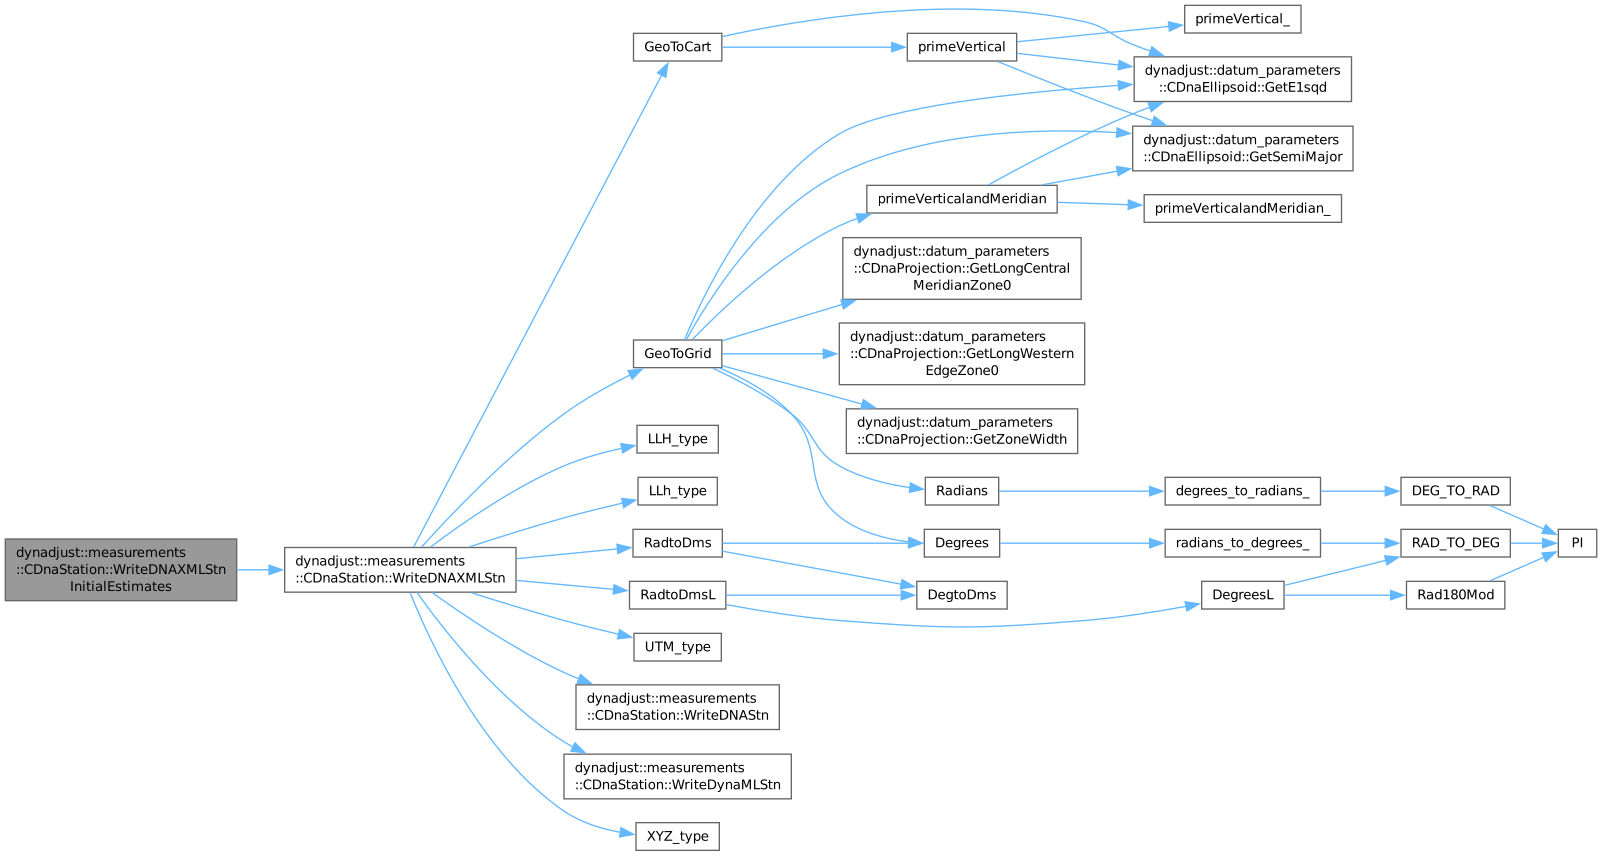 dynadjust::measurements
::CDnaStation::WriteDNAXMLStn
InitialEstimates
dynadjust::measurements
::CDnaStation::WriteDNAXMLStn
GeoToCart
primeVertical
primeVertical_
dynadjust::datum_parameters
::CDnaEllipsoid::GetE1sqd
dynadjust::datum_parameters
::CDnaEllipsoid::GetSemiMajor
primeVerticalandMeridian
primeVerticalandMeridian_
dynadjust::datum_parameters
::CDnaProjection::GetLongCentral
MeridianZone0
GeoToGrid
dynadjust::datum_parameters
::CDnaProjection::GetLongWestern
EdgeZone0
dynadjust::datum_parameters
::CDnaProjection::GetZoneWidth
LLH_type
LLh_type
Radians
degrees_to_radians_
DEG_TO_RAD
RadtoDms
Degrees
radians_to_degrees_
RAD_TO_DEG
PI
RadtoDmsL
DegtoDms
DegreesL
Rad180Mod
UTM_type
dynadjust::measurements
::CDnaStation::WriteDNAStn
dynadjust::measurements
::CDnaStation::WriteDynaMLStn
XYZ_type